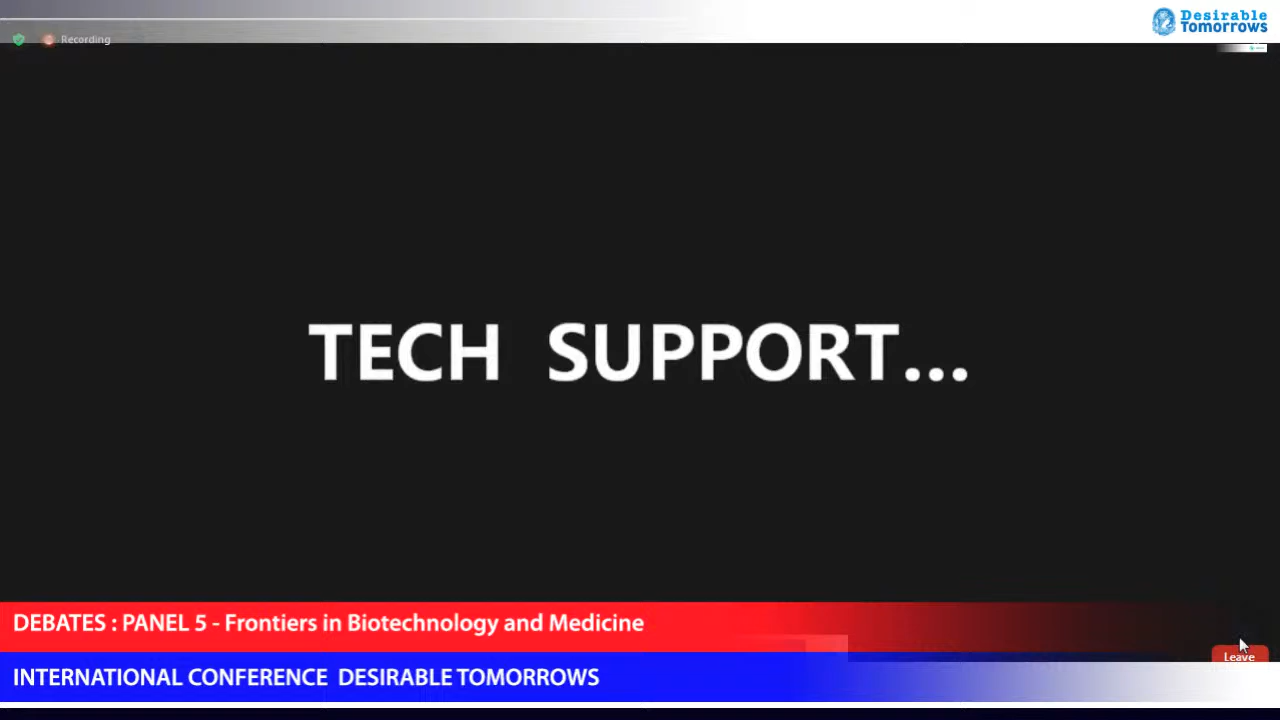 Desirable
Tomorrows
Recording
TECH SUPPORT...
DEBATES : PANEL 5 - Frontiers in Biotechnology and Medicine
Leave
INTERNATIONAL CONFERENCE DESIRABLE TOMORROWS